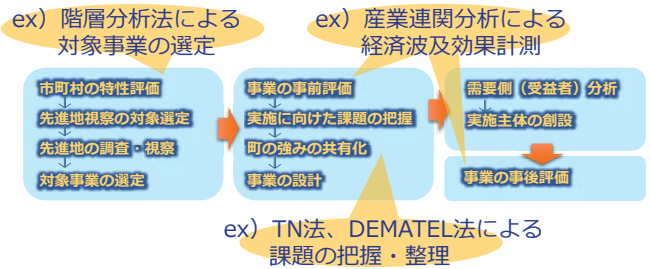 ex）階層分析法による
対象事業の選定
ex）産業連関分析による
経済波及効果計測
市町村の特性評価
↓
先進地視察の対象選定
↓
先進地の調査・視察
↓
対象事業の選定
事業の事前評価
↓
実施に向けた課題の把握
↓
町の強みの共有化
↓
事業の設計
需要側（受益者）分析
↓
実施主体の創設
事業の事後評価
ex）TN法、DEMATEL法による
課題の把握・整理